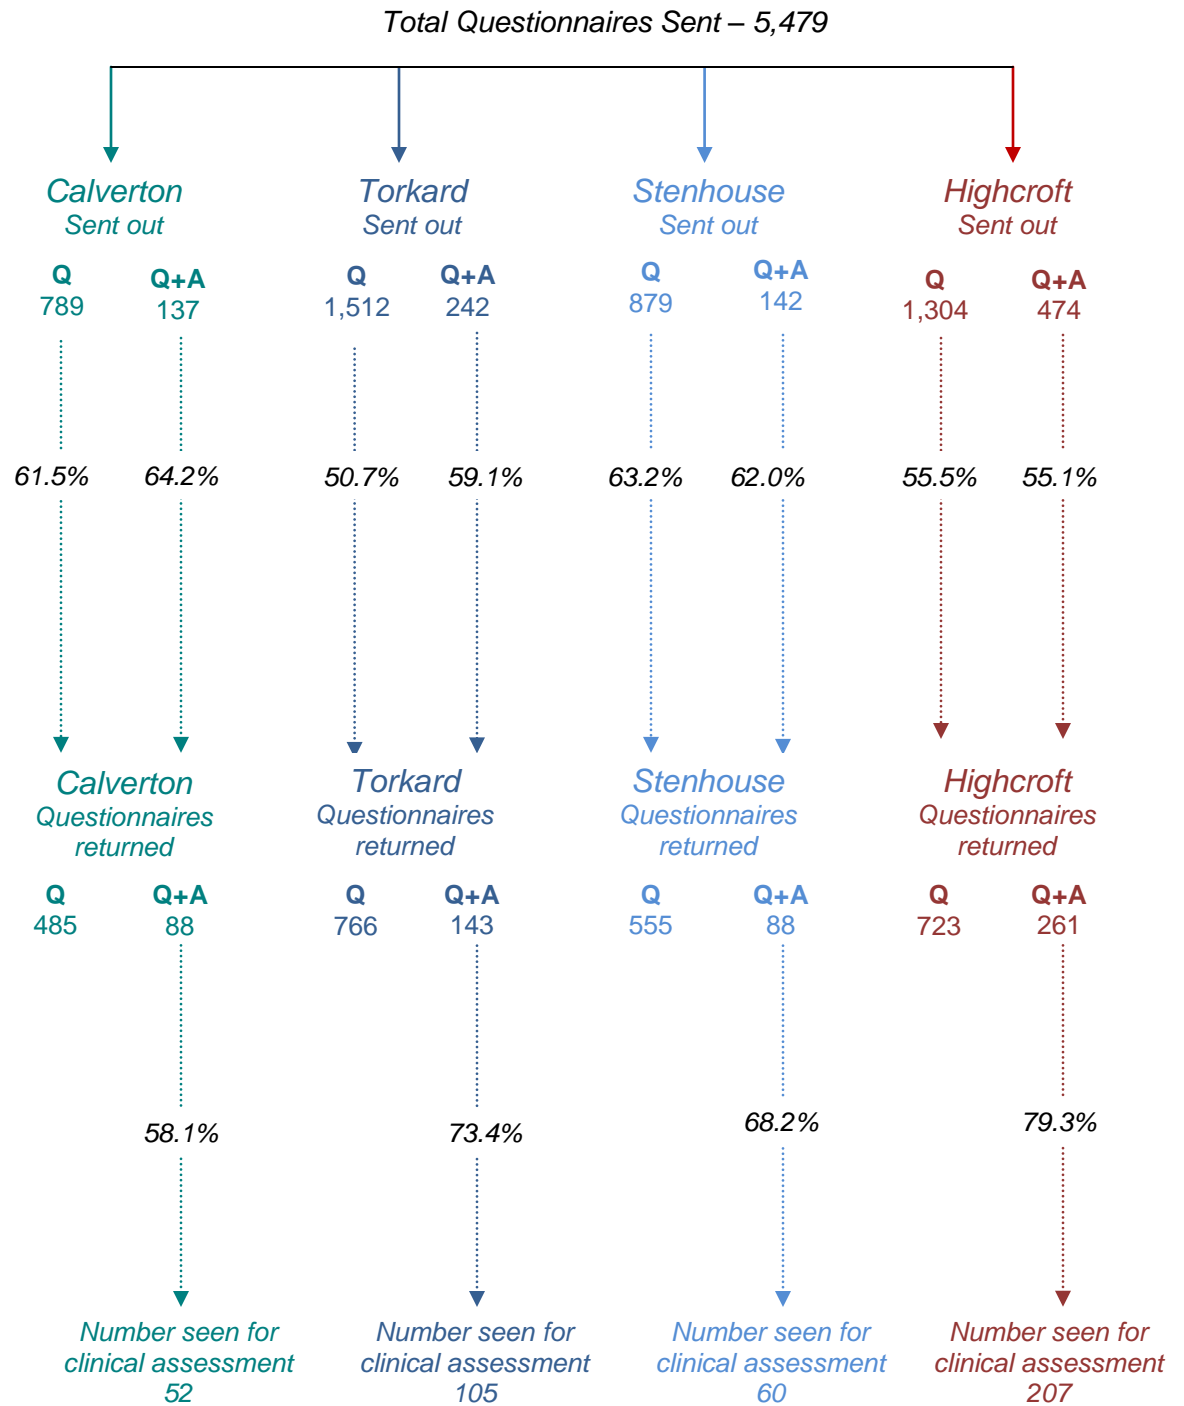 Total Questionnaires Sent – 5,479
Calverton
Sent out
Torkard
Sent out
Stenhouse
Sent out
Highcroft
Sent out
Q
789
Q+A
137
Q
1,512
Q+A
242
Q
879
Q+A
142
Q
1,304
Q+A
474
61.5%
64.2%
50.7%
59.1%
63.2%
62.0%
55.5%
55.1%
Calverton
Questionnaires
returned
Torkard
Questionnaires
returned
Stenhouse
Questionnaires
returned
Highcroft
Questionnaires
returned
Q
485
Q+A
88
Q
766
Q+A
143
Q
555
Q+A
88
Q
723
Q+A
261
58.1%
73.4%
68.2%
79.3%
Number seen for
clinical assessment
52
Number seen for
clinical assessment
105
Number seen for
clinical assessment
60
Number seen for
clinical assessment
207